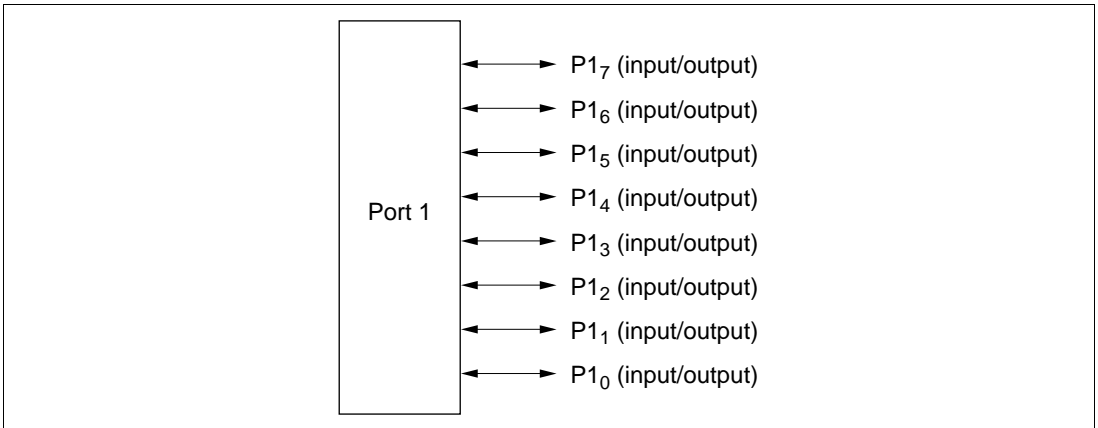 P1₇ (input/output)
P1₆ (input/output)
P1₅ (input/output)
P1₄ (input/output)
Port 1
P1₃ (input/output)
P1₂ (input/output)
P1₁ (input/output)
P1₀ (input/output)